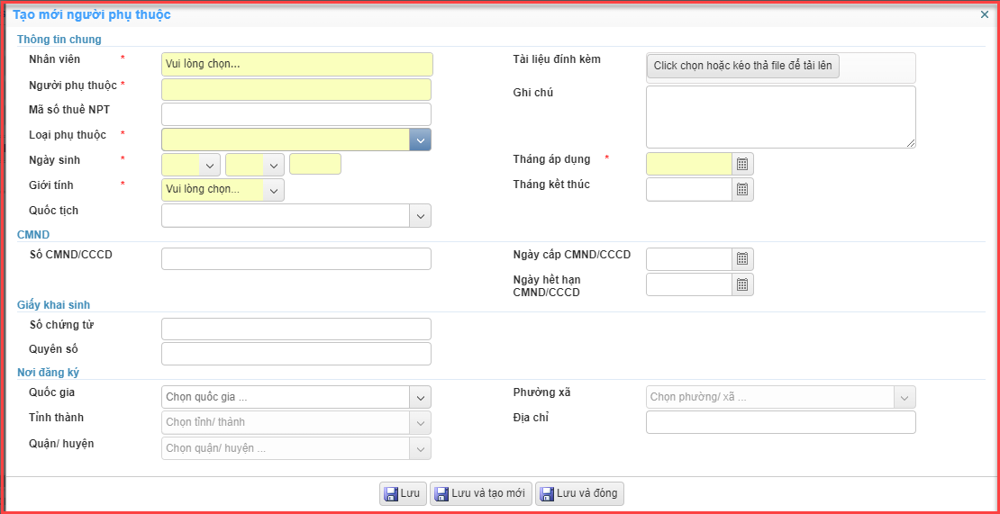 Tạo mới người phụ thuộc
Thông tin chung
Nhân viên *
Vui lòng chọn...
Người phụ thuộc *
Mã số thuế NPT
Loại phụ thuộc *
Ngày sinh *
Giới tính *
Vui lòng chọn...
Quốc tịch
Tài liệu đính kèm
Click chọn hoặc kéo thả file để tải lên
Ghi chú
Tháng áp dụng *
Tháng kết thúc
CMND
Số CMND/CCCD
Ngày cấp CMND/CCCD
Ngày hết hạn
CMND/CCCD
Giấy khai sinh
Số chứng từ
Quyển số
Nơi đăng ký
Quốc gia
Chọn quốc gia ...
Tỉnh thành
Chọn tỉnh/ thành
Quận/ huyện
Chọn quận/ huyện ...
Phường xã
Chọn phường/ xã ...
Địa chỉ
Lưu
Lưu và tạo mới
Lưu và đóng